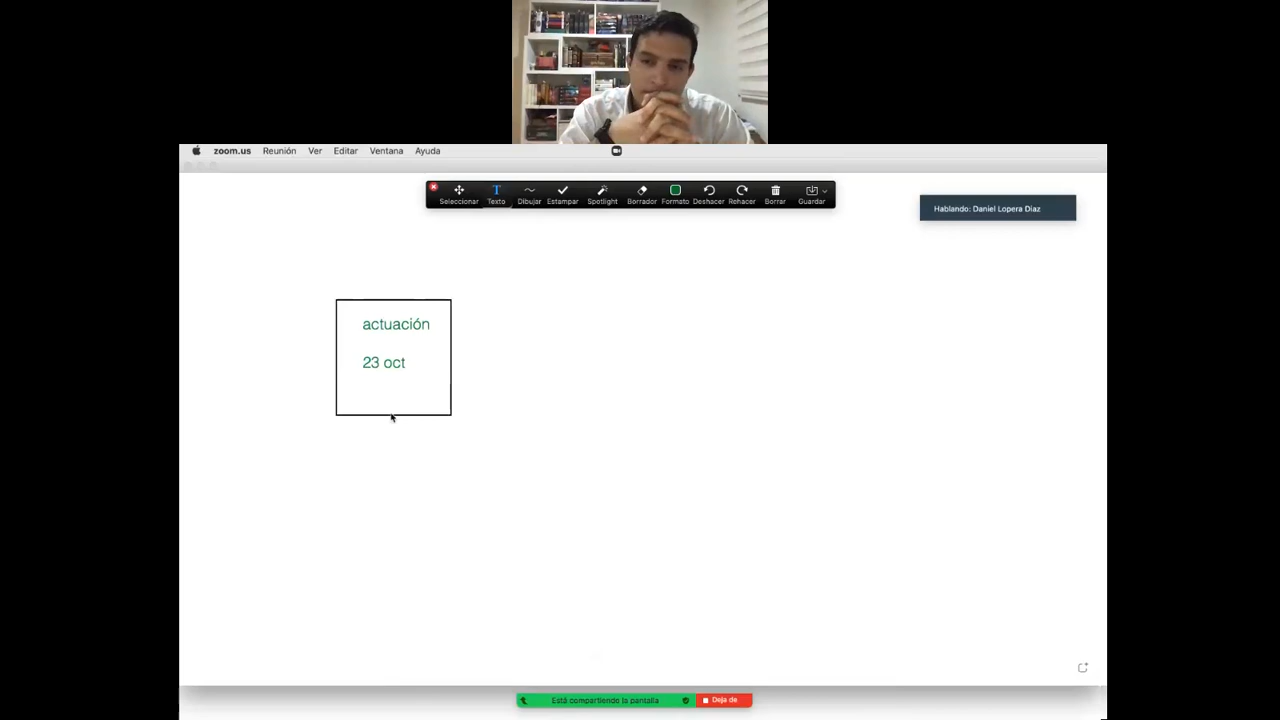 zoom.us Reunión Ver Editar Ventana Ayuda
Seleccionar Texto Dibujar Estampar Spotlight Borrador Formato Deshacer Rehacer Borrar Guardar
Hablando: Daniel Lopera Díaz
actuación
23 oct
Está compartiendo la pantalla Deja de